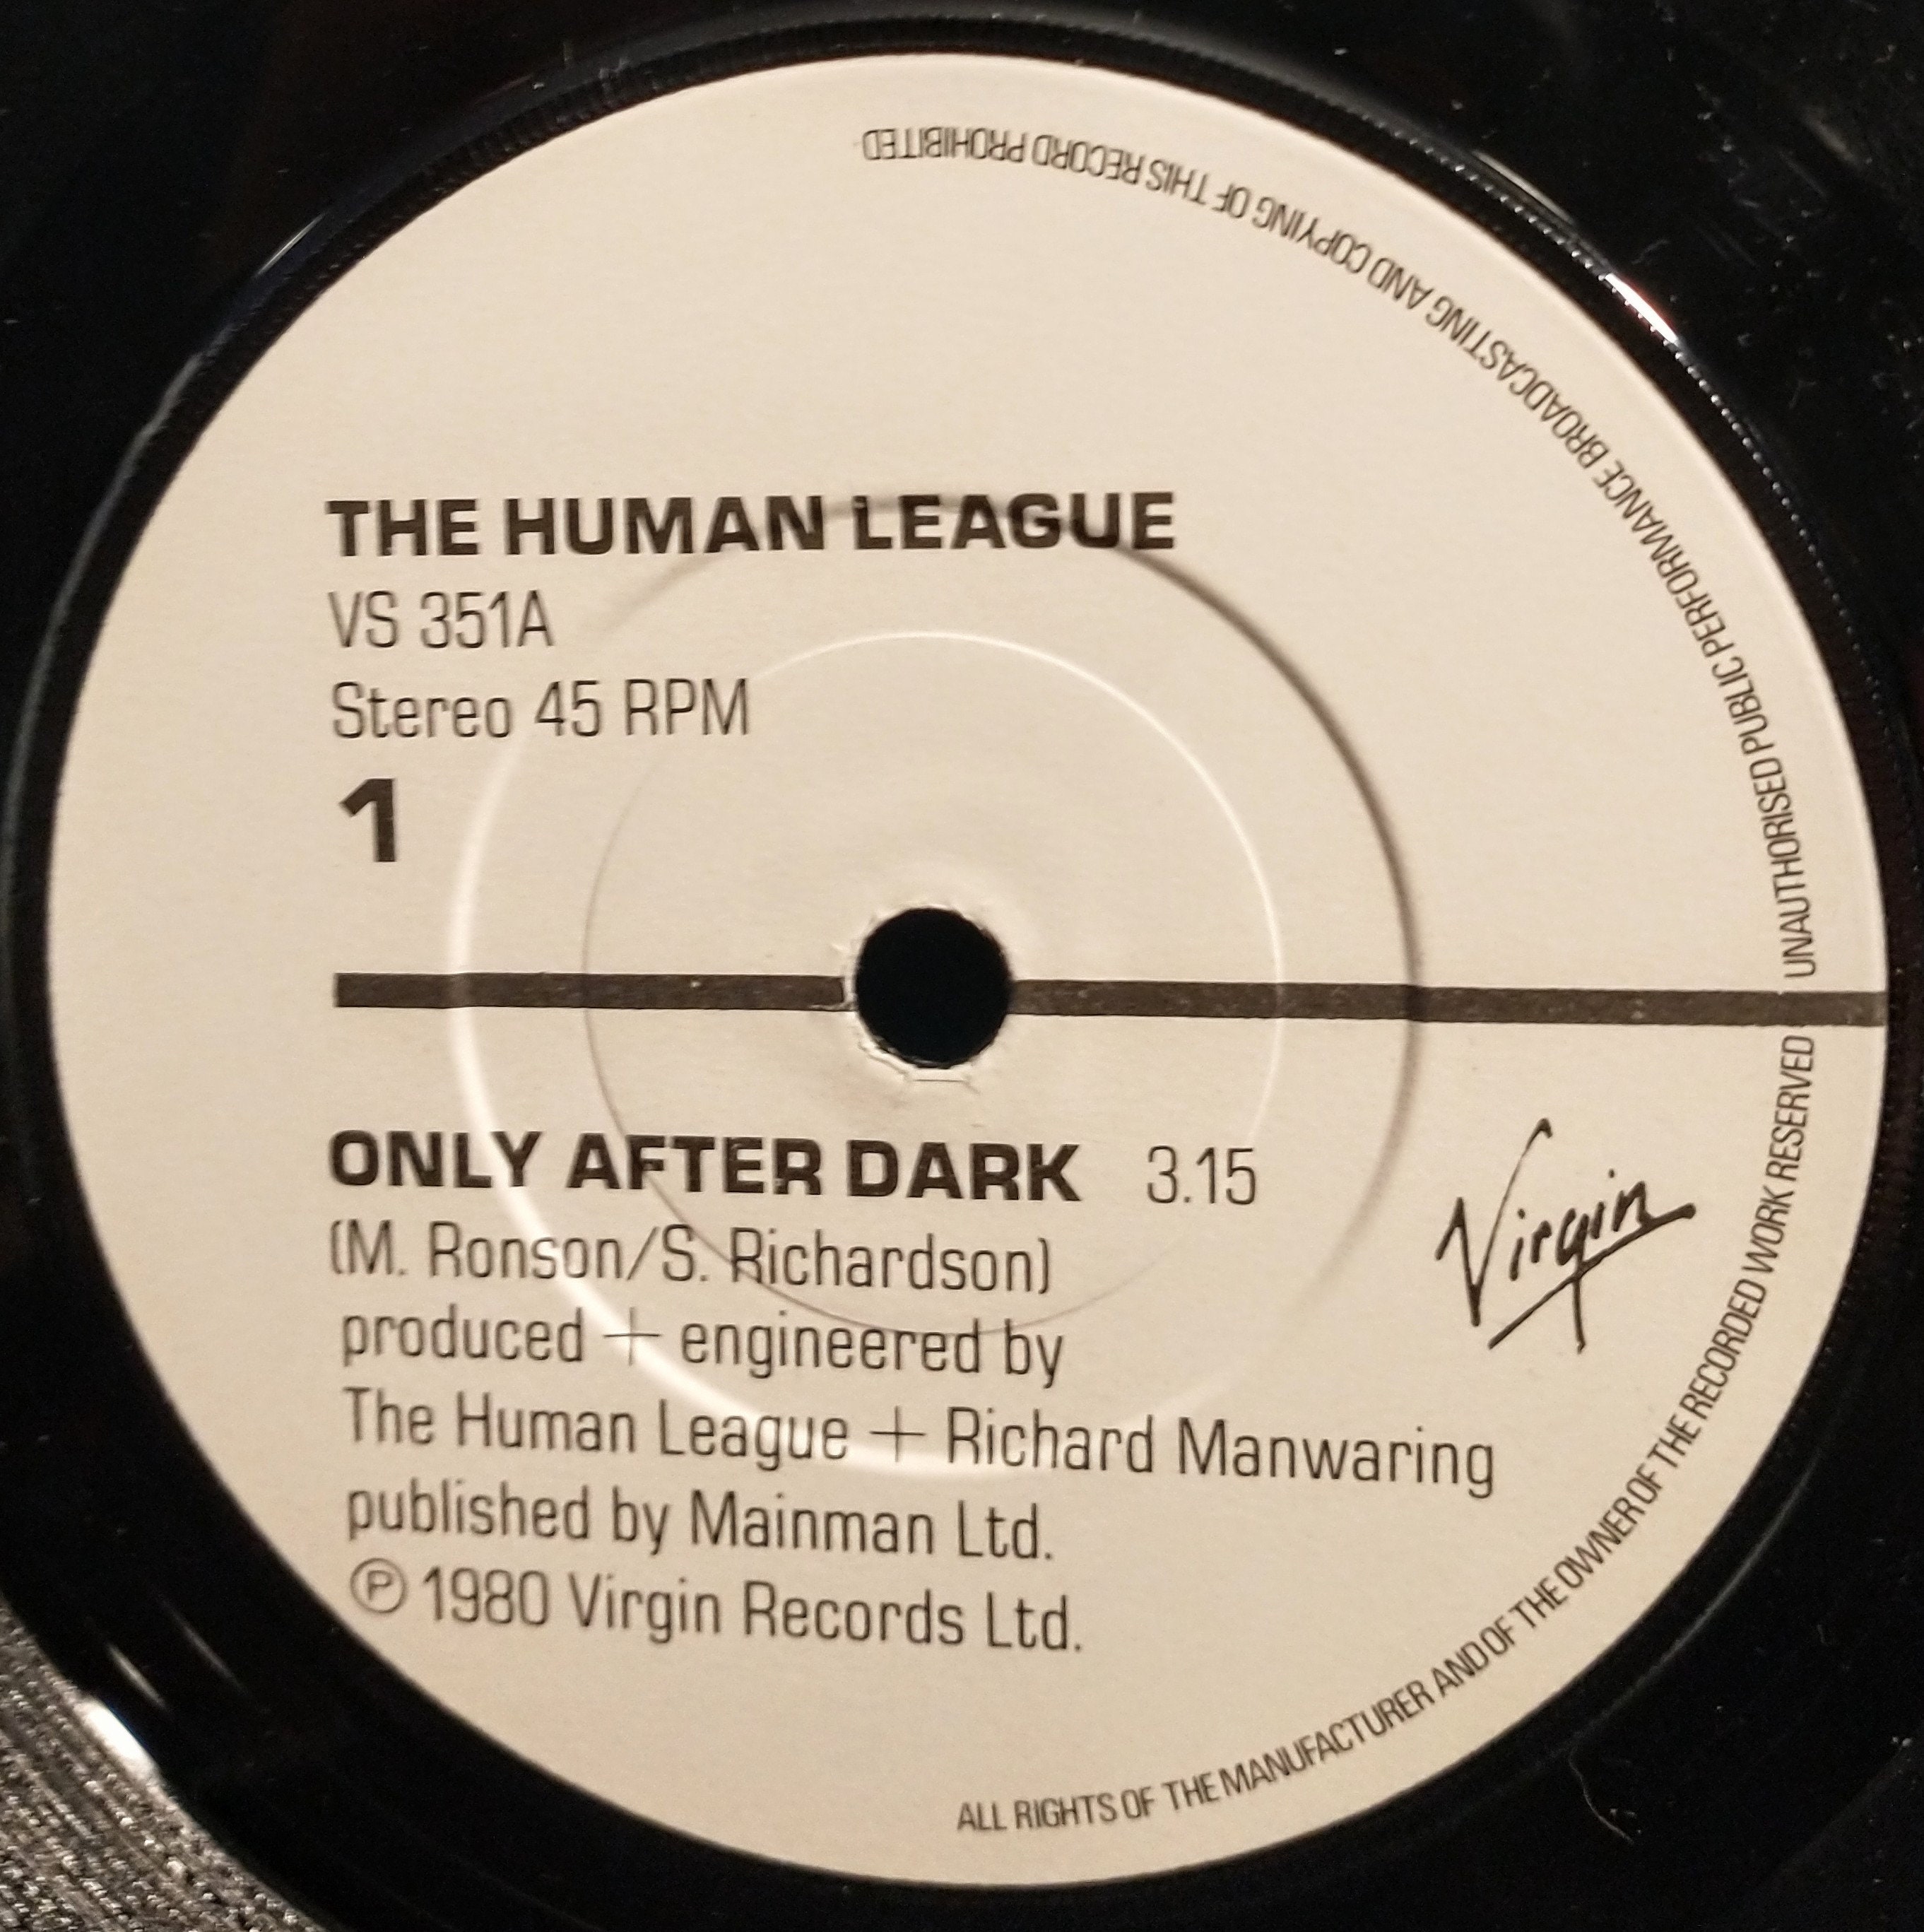 THE HUMAN LEAGUE
VS 351A
Stereo 45 RPM
1
ONLY AFTER DARK 3.15
(M. Ronson/S. Richardson)
produced + engineered by
The Human League + Richard Manwaring
published by Mainman Ltd.
℗ 1980 Virgin Records Ltd.
Virgin
ALL RIGHTS OF THE MANUFACTURER AND OF THE OWNER OF THE RECORDED WORK RESERVED UNAUTHORISED PUBLIC PERFORMANCE BROADCASTING AND COPYING OF THIS RECORD PROHIBITED